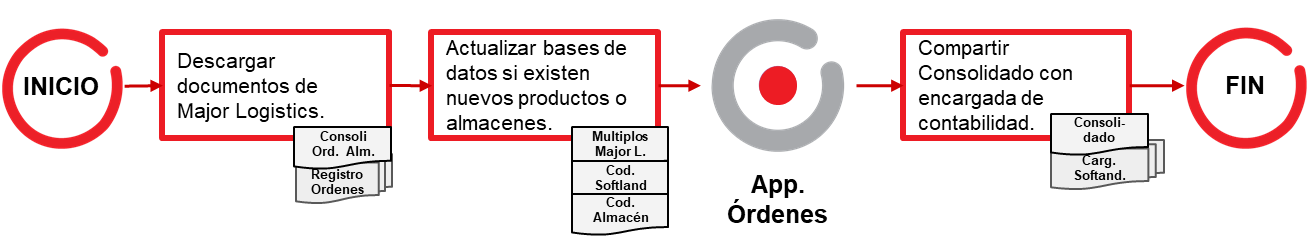 INICIO
Descargar
documentos de
Major Logistics.
Consoli
Ord. Alm.
Registro
Ordenes
Actualizar bases de
datos si existen
nuevos productos o
almacenes.
Multiplos
Major L.
Cod.
Softland
Cod.
Almacén
App.
Órdenes
Compartir
Consolidado con
encargada de
contabilidad.
Consoli-
dado
Carg.
Softand.
FIN